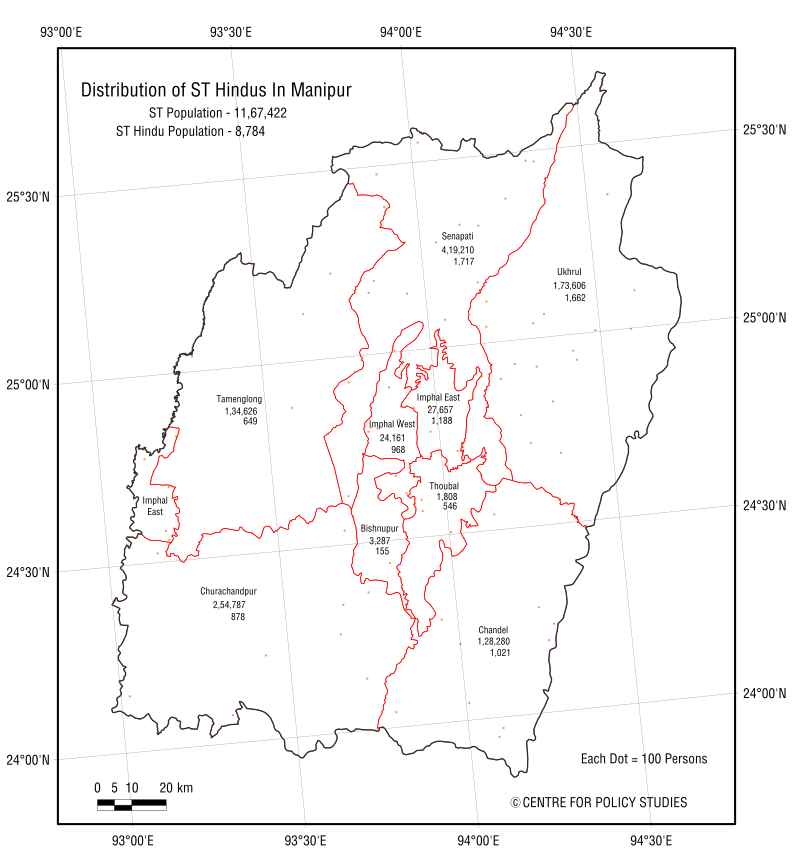 93°00'E 93°30'E 94°00'E 94°30'E
Distribution of ST Hindus In Manipur
ST Population - 11,67,422
ST Hindu Population - 8,784
25°30'N
25°30'N
Senapati
4,19,210
1,717
Ukhrul
1,73,606
1,662
25°00'N
25°00'N
Tamenglong
1,34,626
649
Imphal East
27,657
1,188
Imphal West
24,161
968
Thoubal
1,808
546
Imphal
East
24°30'N
Bishnupur
3,287
155
24°30'N
Churachandpur
2,54,787
878
Chandel
1,28,280
1,021
24°00'N
24°00'N
Each Dot = 100 Persons
0 5 10 20 km
© CENTRE FOR POLICY STUDIES
93°00'E 93°30'E 94°00'E 94°30'E